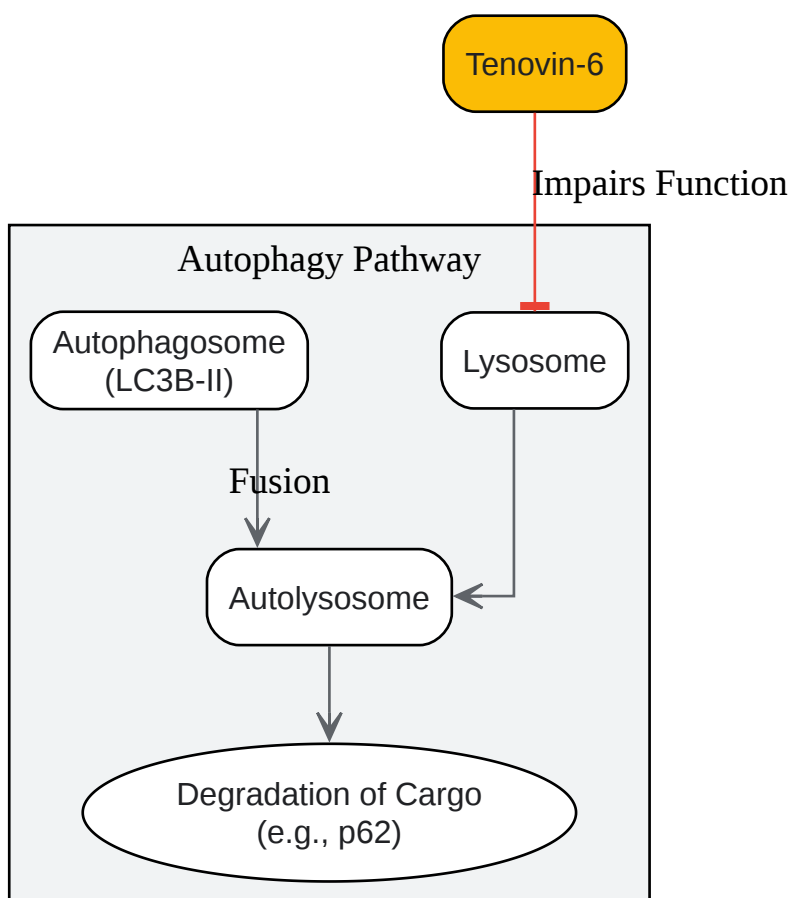 Tenovin-6
Impairs Function
Autophagy Pathway
Autophagosome
(LC3B-II)
Lysosome
Fusion
Autolysosome
Degradation of Cargo
(e.g., p62)